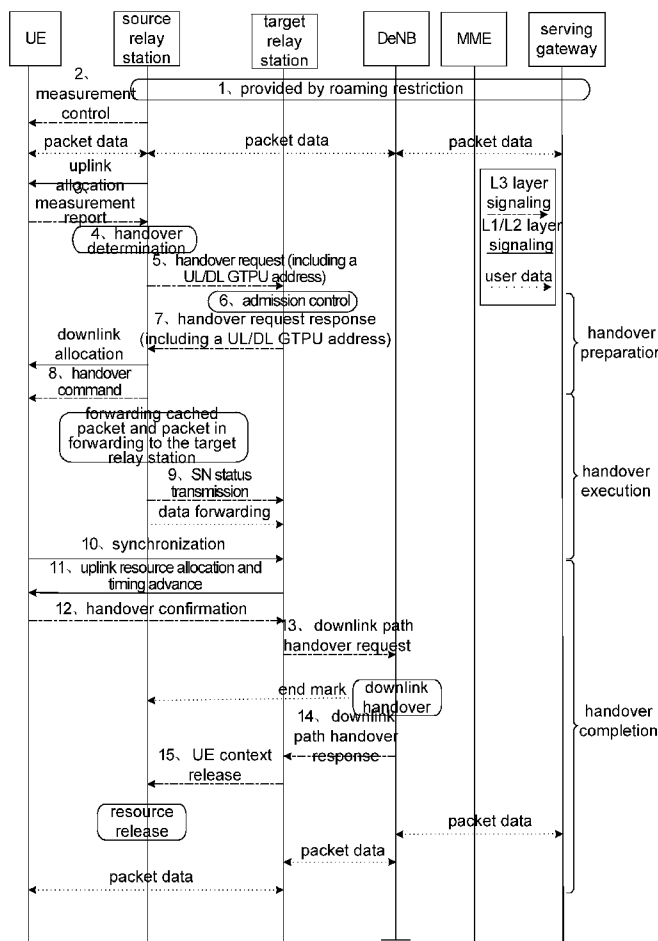 UE
source
relay
station
target
relay
station
DeNB
MME
serving
gateway
1、provided by roaming restriction
2、
measurement
control
packet data
packet data
packet data
uplink
allocation
3、
measurement
report
L3 layer
signaling
L1/L2 layer
signaling
user data
4、handover
determination
5、handover request (including a
UL/DL GTPU address)
6、admission control
7、handover request response
(including a UL/DL GTPU address)
downlink
allocation
8、handover
command
handover
preparation
forwarding cached
packet and packet in
forwarding to the target
relay station
9、SN status
transmission
data forwarding
handover
execution
10、synchronization
11、uplink resource allocation and
timing advance
12、handover confirmation
13、downlink path
handover request
end mark
downlink
handover
14、downlink
path handover
response
15、UE context
release
handover
completion
resource
release
packet data
packet data
packet data